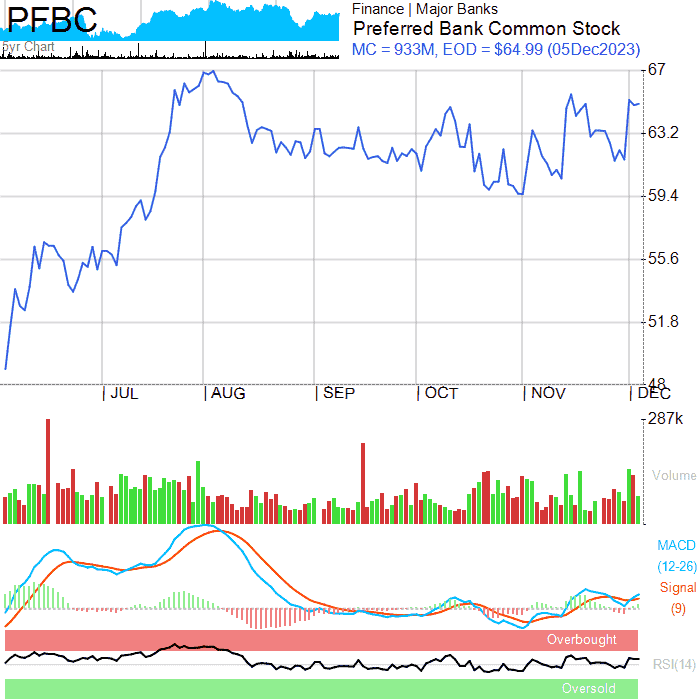 PFBC
5yr Chart
Finance | Major Banks
Preferred Bank Common Stock
MC = 933M, EOD = $64.99 (05Dec2023)
67
63.2
59.4
55.6
51.8
48
| JUL | AUG | SEP | OCT | NOV | DEC
287k
Volume
MACD
(12-26)
Signal
(9)
Overbought
RSI(14)
Oversold